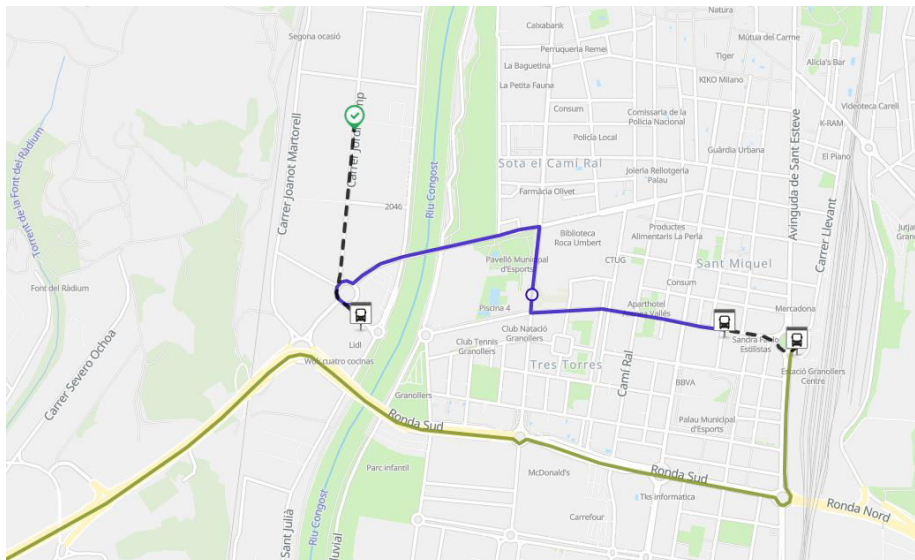 Natura
Caixabank
Segona ocasió
Mútua del Carme
Perruqueria Remei
Tiger
Alicia's Bar
La Baguetina
KIKO Milano
La Petita Fauna
Consum
Videoteca Careli
Comissaria de la
Policia Nacional
K-RAM
Policía Local
Guàrdia Urbana
El Piano
Sota el Camí Ral
Joieria Rellotgeria
Palau
Farmàcia Olivet
2046
Carrer Joanot Martorell
Torrent de la Font del Ràdium
Riu Congost
Avinguda de Sant Esteve
Carrer Llevant
Biblioteca
Roca Umbert
Productes
Alimentaris La Perla
Pavelló Municipal
d'Esports
CTUG
Sant Miquel
Font del Ràdium
Consum
Piscina 4
Aparthotel
Mercadona
Lidl
Club Natació
Granollers
Club Tennis
Granollers
Estilistes
Wok cuatro cocinas
Tres Torres
Camí Ral
Estació Granollers
Centre
BBVA
Carrer Severo Ochoa
Granollers
Palau Municipal
d'Esports
Ronda Sud
Parc infantil
McDonald's
Ronda Sud
Tks informatica
Ronda Nord
Carrefour
Sant Julià
Riu Congost